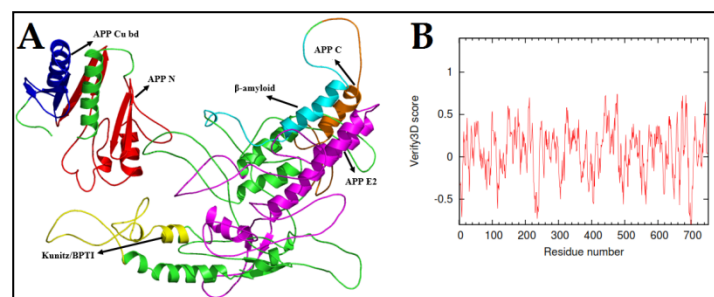 A
APP Cu bd
APP N
APP C
β-amyloid
APP E2
Kunitz/BPTI
B
Verify3D score
1
0.5
0
-0.5
0 100 200 300 400 500 600 700
Residue number